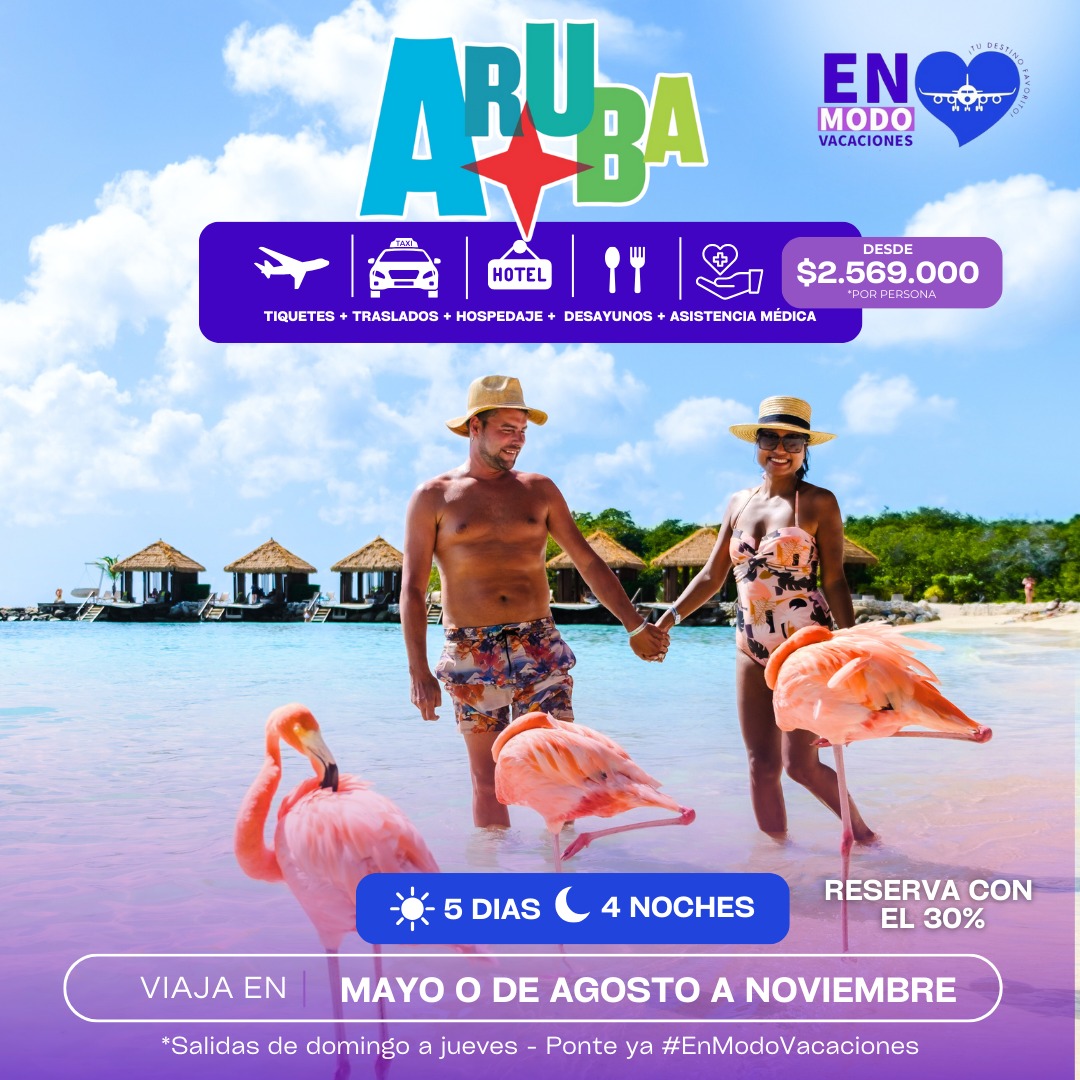 ARUBA
EN
MODO
VACACIONES
¡TU DESTINO FAVORITO!
TAXI
HOTEL
TIQUETES + TRASLADOS + HOSPEDAJE + DESAYUNOS + ASISTENCIA MÉDICA
DESDE
$2.569.000
*POR PERSONA
5 DIAS 4 NOCHES
RESERVA CON
EL 30%
VIAJA EN | MAYO O DE AGOSTO A NOVIEMBRE
*Salidas de domingo a jueves - Ponte ya #EnModoVacaciones